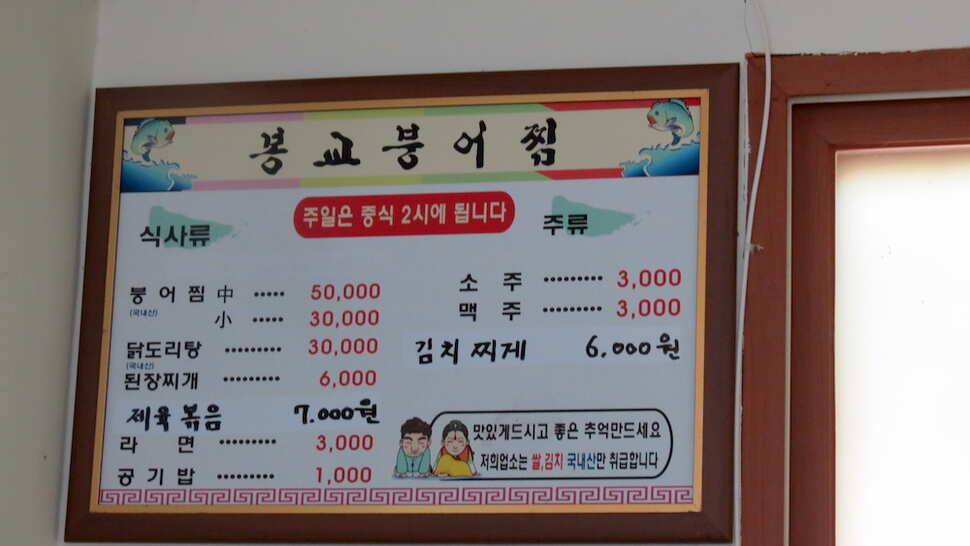 봉교붕어찜
주일은 중식 2시에 됩니다
식사류
붕어찜 中 ····· 50,000
(국내산)
小 ····· 30,000
닭도리탕 ········· 30,000
(국내산)
된장찌개 ········· 6,000
제육볶음 7.000원
라면 ········· 3,000
공기밥 ········· 1,000
주류
소주 ········· 3,000
맥주 ········· 3,000
김치찌게 6,000원
맛있게드시고 좋은 추억만드세요
저희업소는 쌀,김치 국내산만 취급합니다